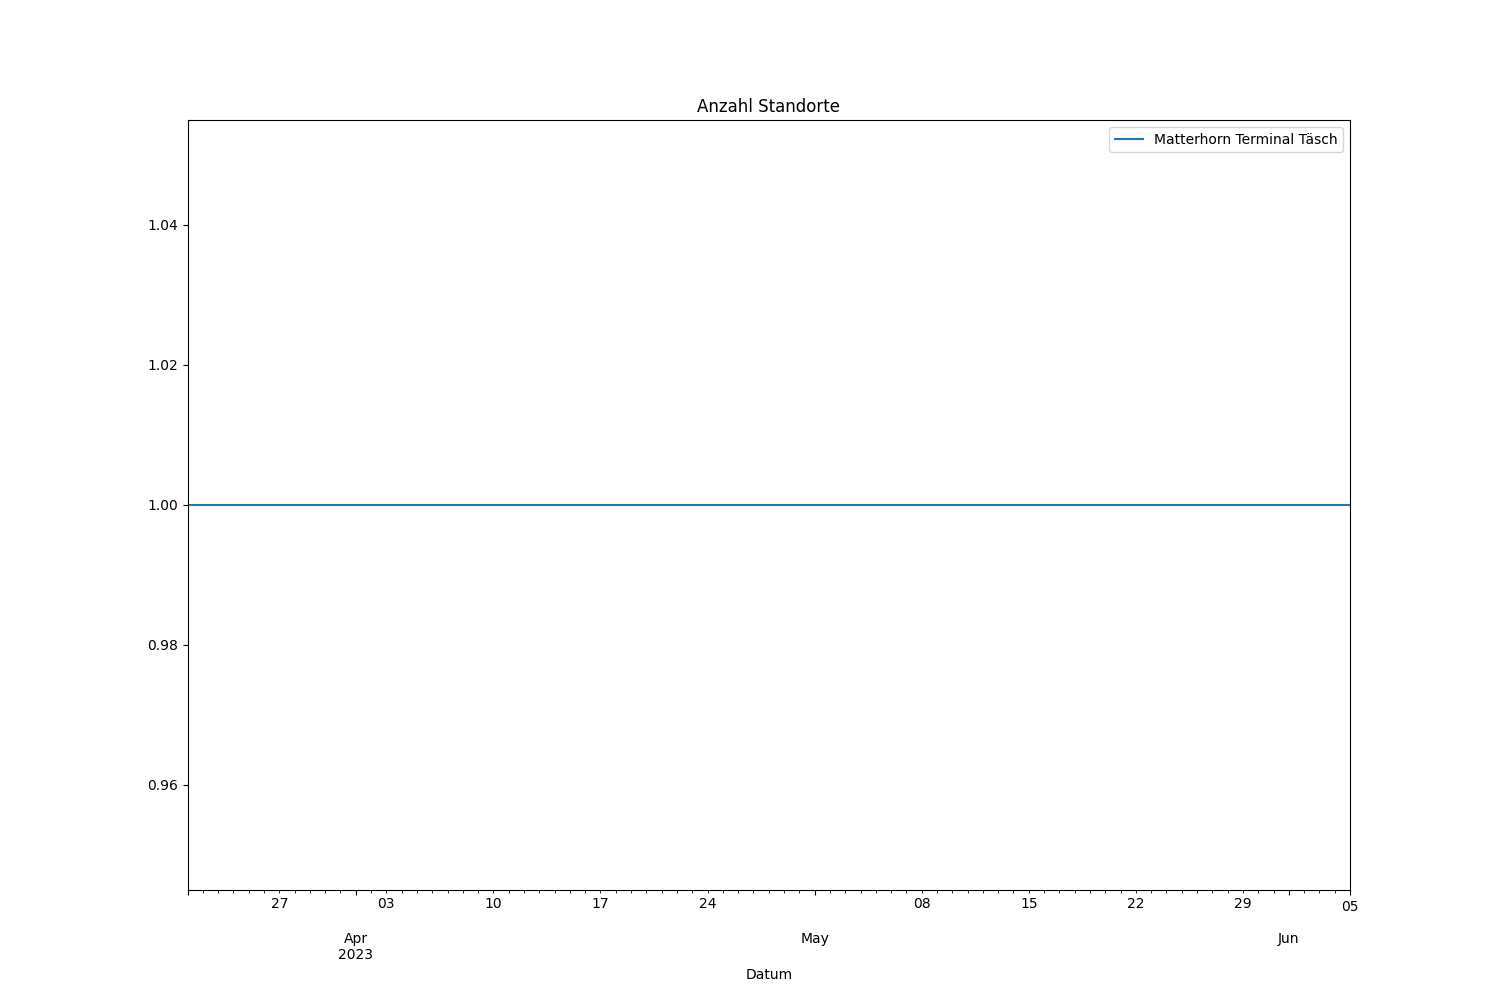 Anzahl Standorte
Matterhorn Terminal Täsch
1.04
1.02
1.00
0.98
0.96
27 03 10 17 24 08 15 22 29 05
Apr May Jun
2023
Datum